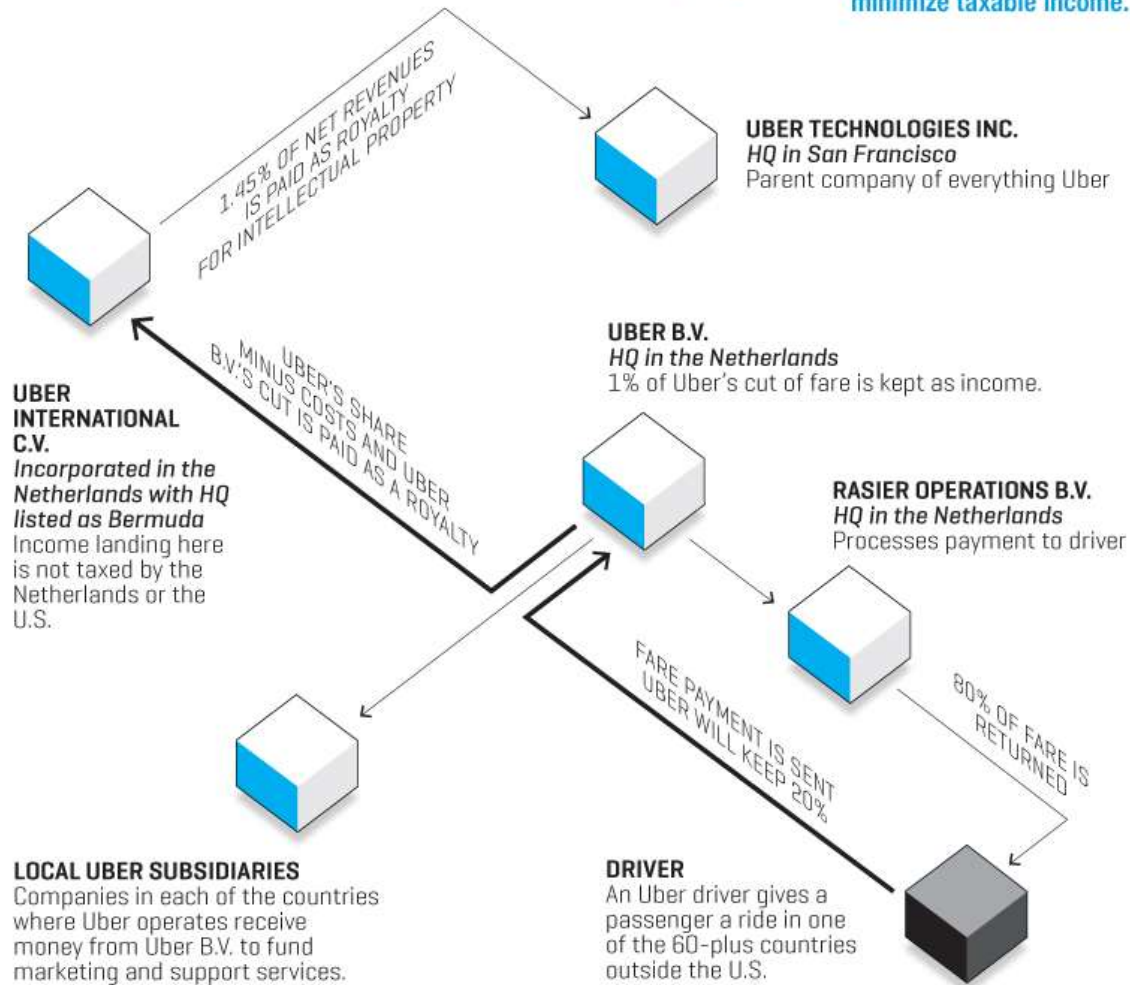 minimize taxable income.
1.45% OF NET REVENUES
IS PAID AS ROYALTY
FOR INTELLECTUAL PROPERTY
UBER TECHNOLOGIES INC.
HQ in San Francisco
Parent company of everything Uber
UBER
INTERNATIONAL
C.V.
Incorporated in the
Netherlands with HQ
listed as Bermuda
Income landing here
is not taxed by the
Netherlands or the
U.S.
UBER'S SHARE
MINUS COSTS AND UBER
B.V.'S CUT IS PAID AS A ROYALTY
UBER B.V.
HQ in the Netherlands
1% of Uber's cut of fare is kept as income.
RASIER OPERATIONS B.V.
HQ in the Netherlands
Processes payment to driver
FARE PAYMENT IS SENT
UBER WILL KEEP 20%
80% OF FARE IS
RETURNED
LOCAL UBER SUBSIDIARIES
Companies in each of the countries
where Uber operates receive
money from Uber B.V. to fund
marketing and support services.
DRIVER
An Uber driver gives a
passenger a ride in one
of the 60-plus countries
outside the U.S.